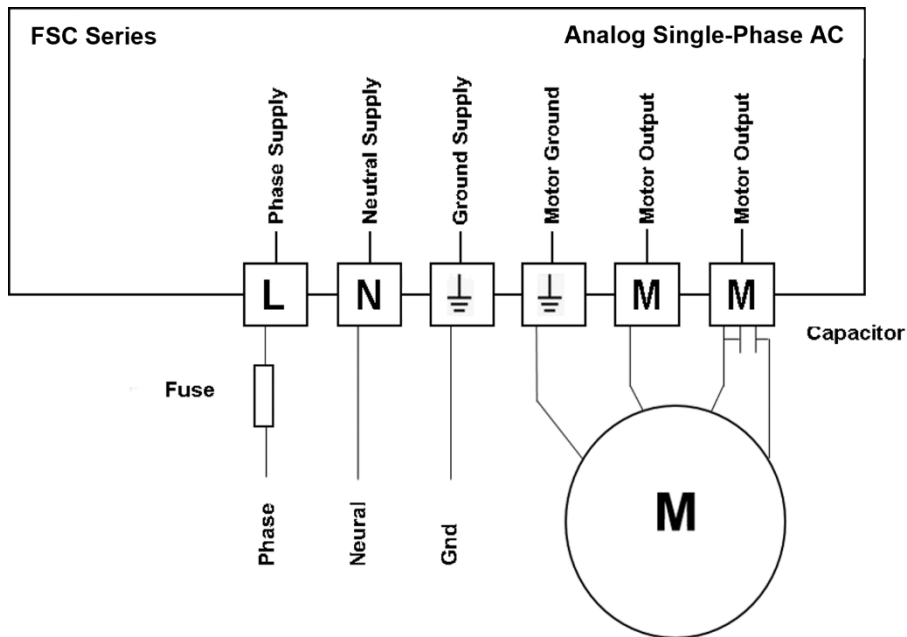 FSC Series
Analog Single-Phase AC
Phase Supply
Neutral Supply
Ground Supply
Motor Ground
Motor Output
Motor Output
L
N
M
M
Capacitor
Fuse
Phase
Neural
Gnd
M